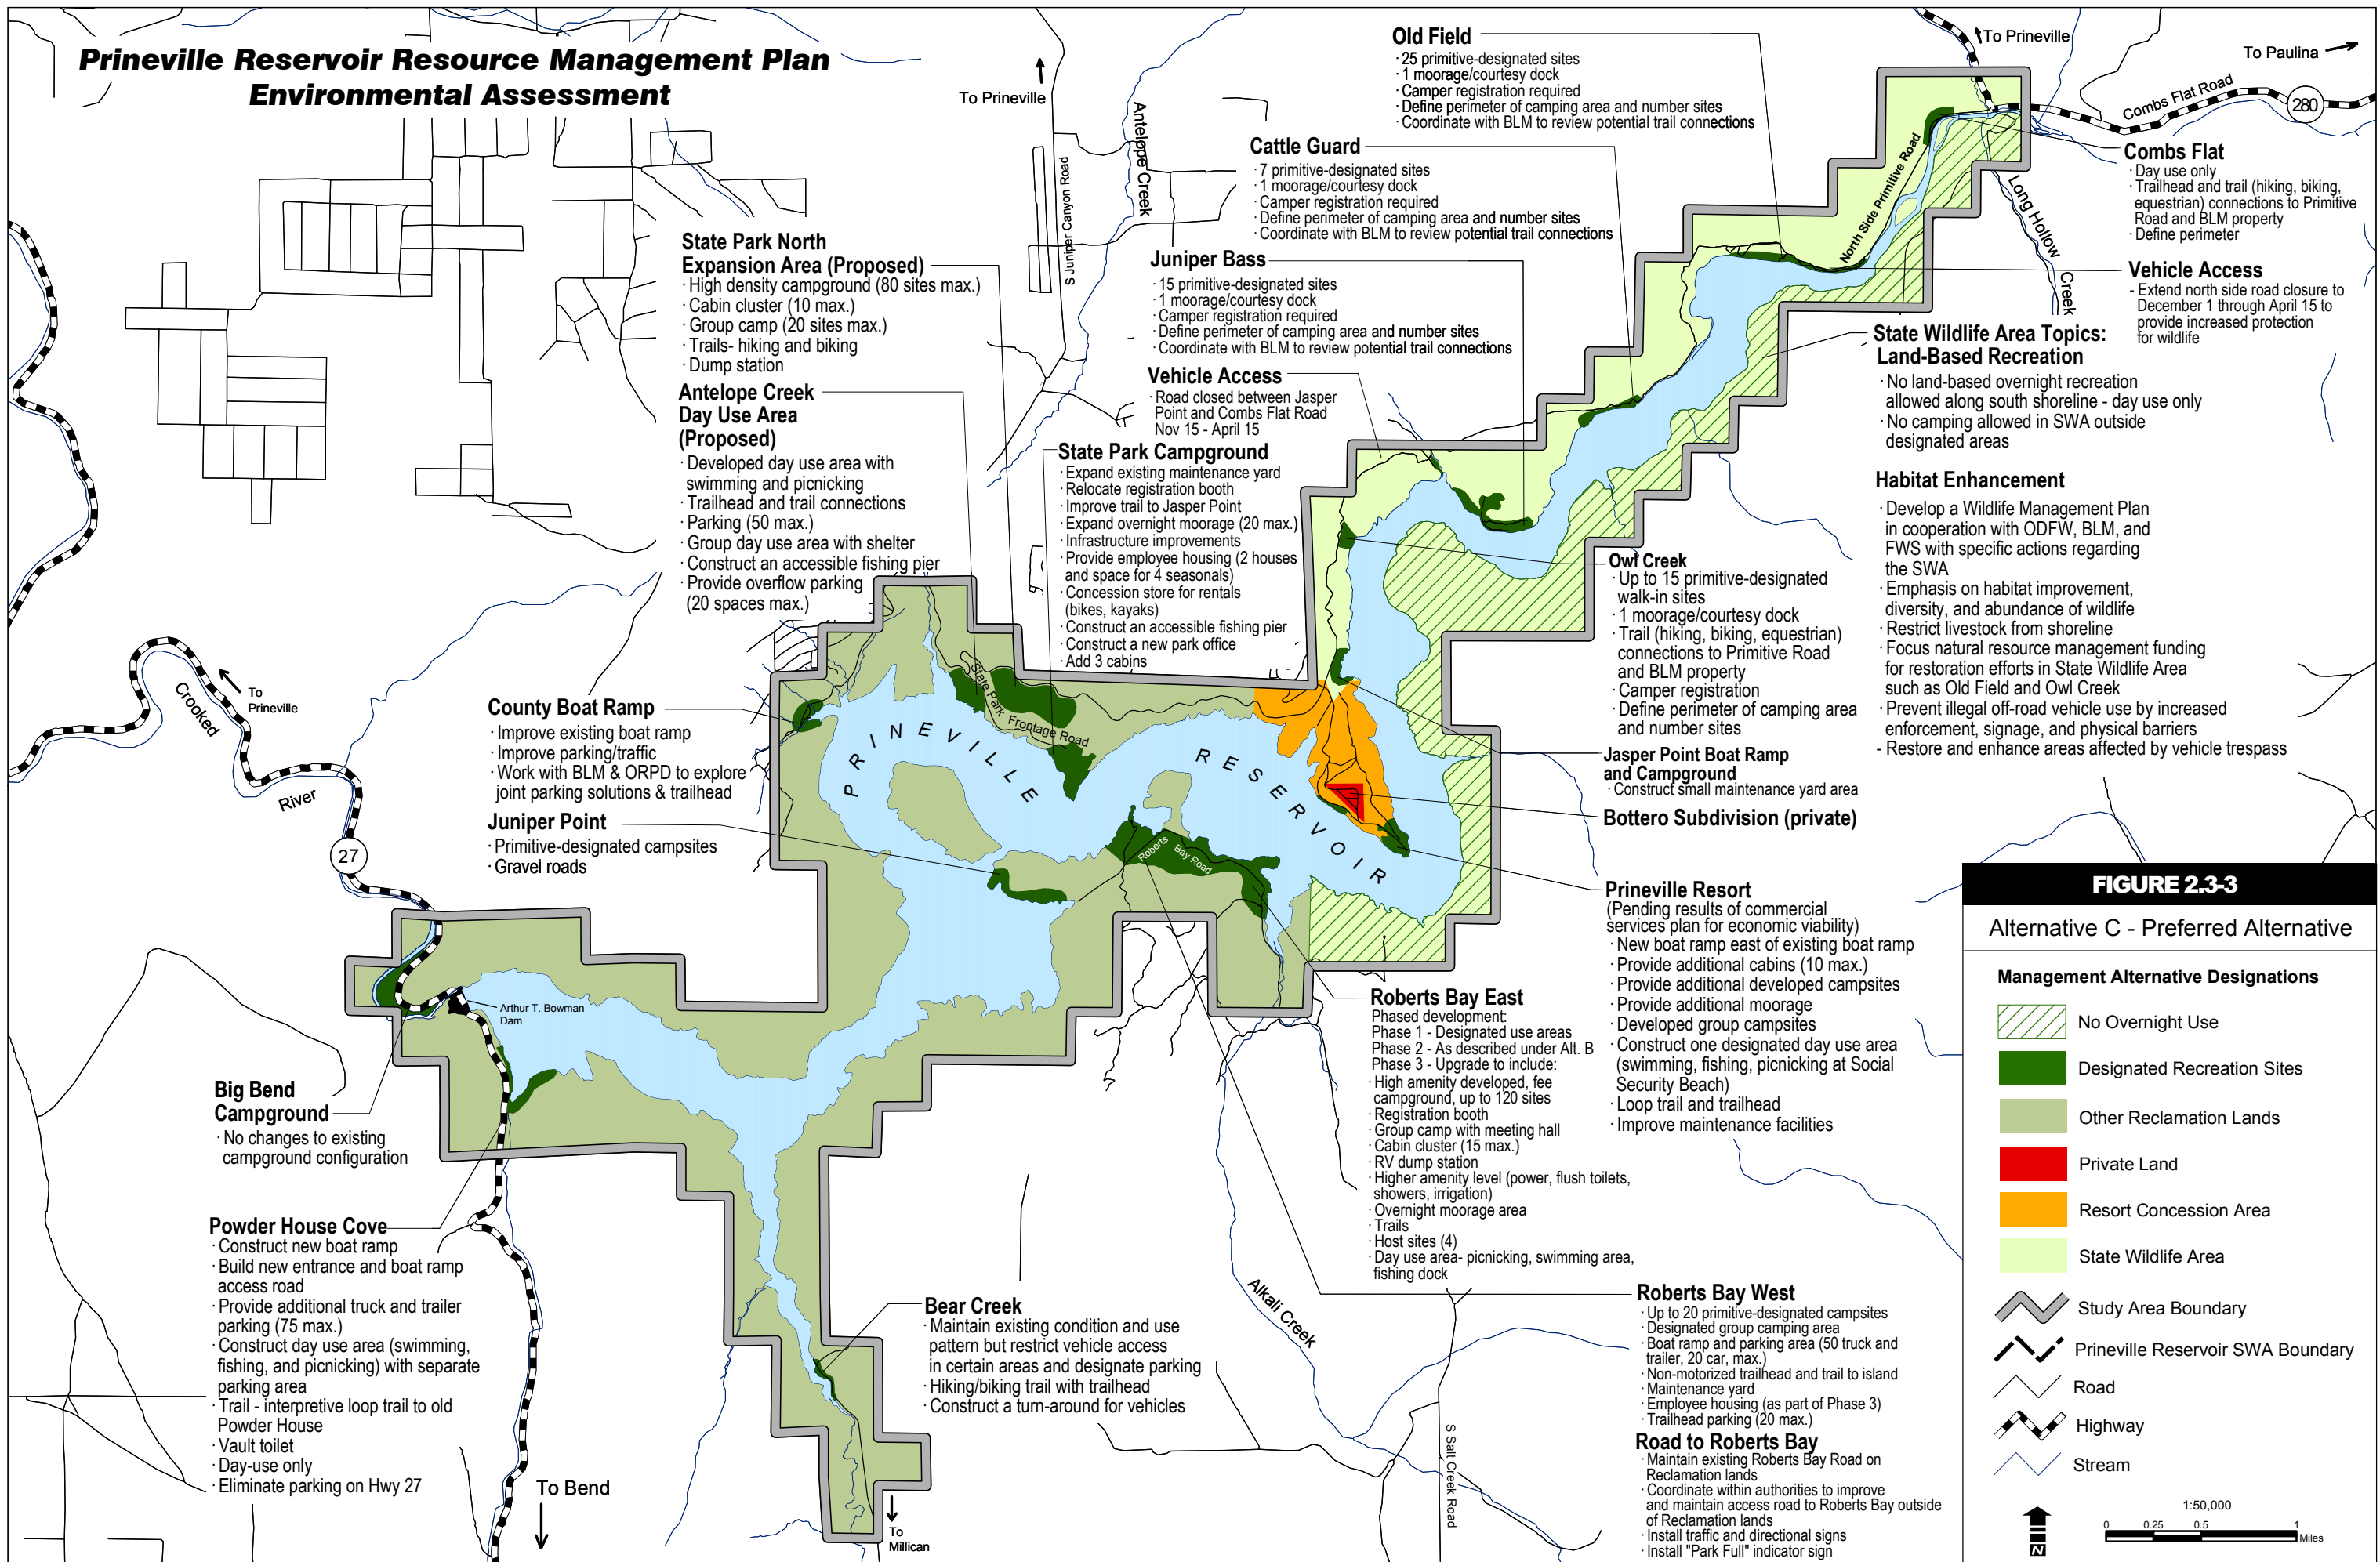 Prineville Reservoir Resource Management Plan
Environmental Assessment
To Prineville
Antelope Creek
S Juniper Canyon Road
Old Field
· 25 primitive-designated sites
· 1 moorage/courtesy dock
· Camper registration required
· Define perimeter of camping area and number sites
· Coordinate with BLM to review potential trail connections
To Prineville
To Paulina
Combs Flat Road
280
Cattle Guard
· 7 primitive-designated sites
· 1 moorage/courtesy dock
· Camper registration required
· Define perimeter of camping area and number sites
· Coordinate with BLM to review potential trail connections
North Side Primitive Road
Long Hollow Creek
Combs Flat
· Day use only
· Trailhead and trail (hiking, biking,
equestrian) connections to Primitive
Road and BLM property
· Define perimeter
Vehicle Access
- Extend north side road closure to
December 1 through April 15 to
provide increased protection
for wildlife
State Park North
Expansion Area (Proposed)
· High density campground (80 sites max.)
· Cabin cluster (10 max.)
· Group camp (20 sites max.)
· Trails- hiking and biking
· Dump station
Juniper Bass
· 15 primitive-designated sites
· 1 moorage/courtesy dock
· Camper registration required
· Define perimeter of camping area and number sites
· Coordinate with BLM to review potential trail connections
State Wildlife Area Topics:
Land-Based Recreation
· No land-based overnight recreation
allowed along south shoreline - day use only
· No camping allowed in SWA outside
designated areas
Antelope Creek
Day Use Area
(Proposed)
· Developed day use area with
swimming and picnicking
· Trailhead and trail connections
· Parking (50 max.)
· Group day use area with shelter
· Construct an accessible fishing pier
· Provide overflow parking
(20 spaces max.)
Vehicle Access
· Road closed between Jasper
Point and Combs Flat Road
Nov 15 - April 15
State Park Campground
· Expand existing maintenance yard
· Relocate registration booth
· Improve trail to Jasper Point
· Expand overnight moorage (20 max.)
· Infrastructure improvements
· Provide employee housing (2 houses
and space for 4 seasonals)
· Concession store for rentals
(bikes, kayaks)
· Construct an accessible fishing pier
· Construct a new park office
· Add 3 cabins
Habitat Enhancement
· Develop a Wildlife Management Plan
in cooperation with ODFW, BLM, and
FWS with specific actions regarding
the SWA
· Emphasis on habitat improvement,
diversity, and abundance of wildlife
· Restrict livestock from shoreline
· Focus natural resource management funding
for restoration efforts in State Wildlife Area
such as Old Field and Owl Creek
· Prevent illegal off-road vehicle use by increased
enforcement, signage, and physical barriers
- Restore and enhance areas affected by vehicle trespass
Owl Creek
· Up to 15 primitive-designated
walk-in sites
· 1 moorage/courtesy dock
· Trail (hiking, biking, equestrian)
connections to Primitive Road
and BLM property
· Camper registration
· Define perimeter of camping area
and number sites
Jasper Point Boat Ramp
and Campground
· Construct small maintenance yard area
Bottero Subdivision (private)
To
Prineville
Crooked
River
27
County Boat Ramp
· Improve existing boat ramp
· Improve parking/traffic
· Work with BLM & ORPD to explore
joint parking solutions & trailhead
Juniper Point
· Primitive-designated campsites
· Gravel roads
State Park
Frontage Road
PRINEVILLE
RESERVOIR
Roberts
Bay Road
Prineville Resort
(Pending results of commercial
services plan for economic viability)
· New boat ramp east of existing boat ramp
· Provide additional cabins (10 max.)
· Provide additional developed campsites
· Provide additional moorage
· Developed group campsites
· Construct one designated day use area
(swimming, fishing, picnicking at Social
Security Beach)
· Loop trail and trailhead
· Improve maintenance facilities
Arthur T. Bowman
Dam
Big Bend
Campground
· No changes to existing
campground configuration
Roberts Bay East
Phased development:
Phase 1 - Designated use areas
Phase 2 - As described under Alt. B
Phase 3 - Upgrade to include:
· High amenity developed, fee
campground, up to 120 sites
· Registration booth
· Group camp with meeting hall
· Cabin cluster (15 max.)
· RV dump station
· Higher amenity level (power, flush toilets,
showers, irrigation)
· Overnight moorage area
· Trails
· Host sites (4)
· Day use area- picnicking, swimming area,
fishing dock
Powder House Cove
· Construct new boat ramp
· Build new entrance and boat ramp
access road
· Provide additional truck and trailer
parking (75 max.)
· Construct day use area (swimming,
fishing, and picnicking) with separate
parking area
· Trail - interpretive loop trail to old
Powder House
· Vault toilet
· Day-use only
· Eliminate parking on Hwy 27
To Bend
Bear Creek
· Maintain existing condition and use
pattern but restrict vehicle access
in certain areas and designate parking
· Hiking/biking trail with trailhead
· Construct a turn-around for vehicles
To
Millican
Alkali Creek
S Salt Creek Road
Roberts Bay West
· Up to 20 primitive-designated campsites
· Designated group camping area
· Boat ramp and parking area (50 truck and
trailer, 20 car, max.)
· Non-motorized trailhead and trail to island
· Maintenance yard
· Employee housing (as part of Phase 3)
· Trailhead parking (20 max.)
Road to Roberts Bay
· Maintain existing Roberts Bay Road on
Reclamation lands
· Coordinate within authorities to improve
and maintain access road to Roberts Bay outside
of Reclamation lands
· Install traffic and directional signs
· Install "Park Full" indicator sign
FIGURE 2.3-3
Alternative C - Preferred Alternative
Management Alternative Designations
No Overnight Use
Designated Recreation Sites
Other Reclamation Lands
Private Land
Resort Concession Area
State Wildlife Area
Study Area Boundary
Prineville Reservoir SWA Boundary
Road
Highway
Stream
N
1:50,000
0 0.25 0.5 1
Miles